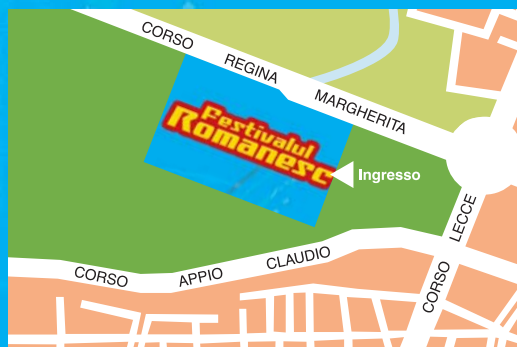 CORSO REGINA MARGHERITA
Festivalul
Romanesc
Ingresso
CORSO APPIO CLAUDIO
CORSO LECCE